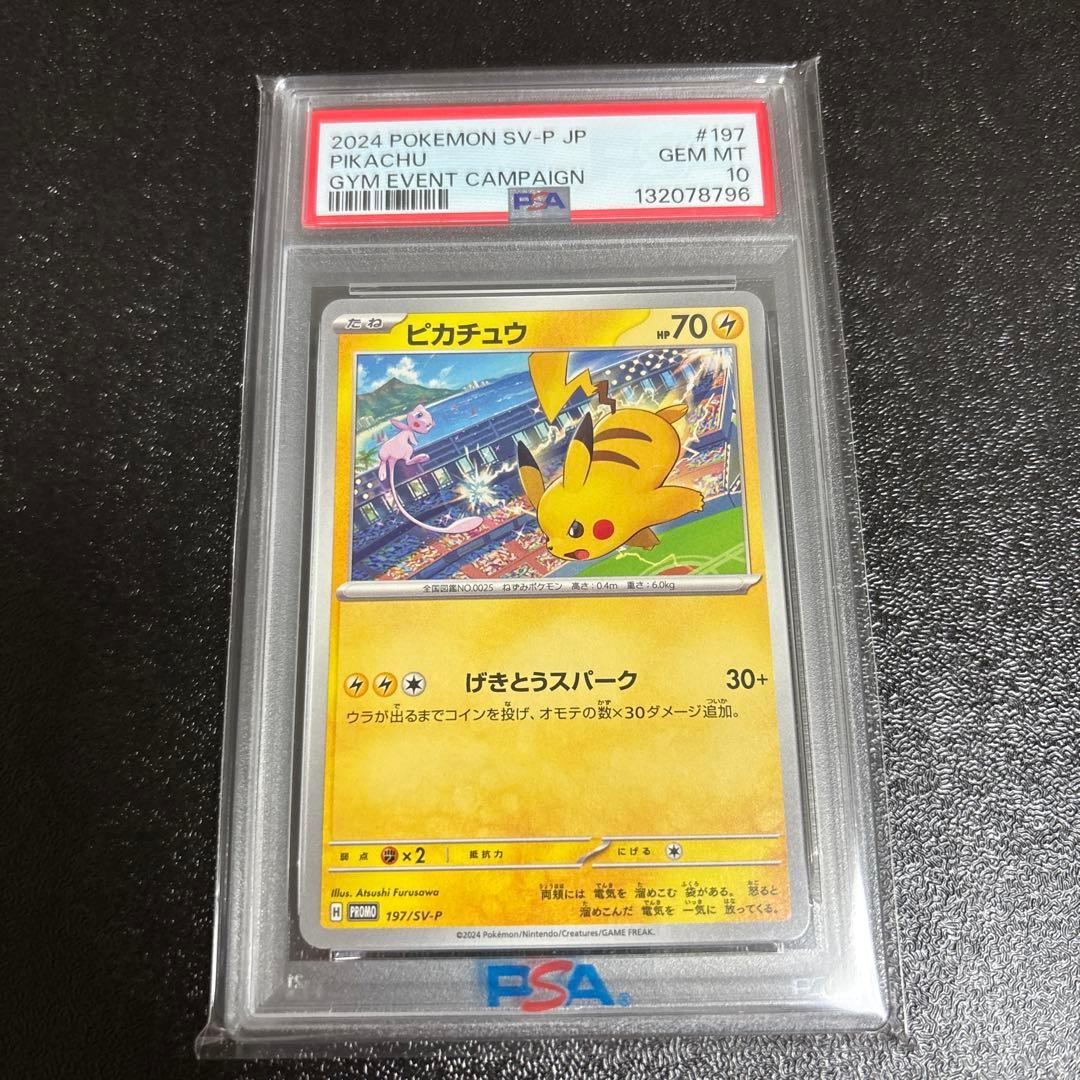 2024 POKEMON SV-P JP #197
PIKACHU GEM MT
GYM EVENT CAMPAIGN 10
PSA 132078796
たね ピカチュウ HP70
全国図鑑NO.0025 ねずみポケモン 高さ:0.4m 重さ:6.0kg
げきとうスパーク 30+
ウラが出るまでコインを投げ、オモテの数×30ダメージ追加。
弱点 ×2 抵抗力 にげる
Illus. Atsushi Furusawa
両頬には 電気を 溜めこむ 袋がある。 怒ると
溜めこんだ 電気を 一気に 放ってくる。
H PROMO 197/SV-P
©2024 Pokémon/Nintendo/Creatures/GAME FREAK.
PSA®